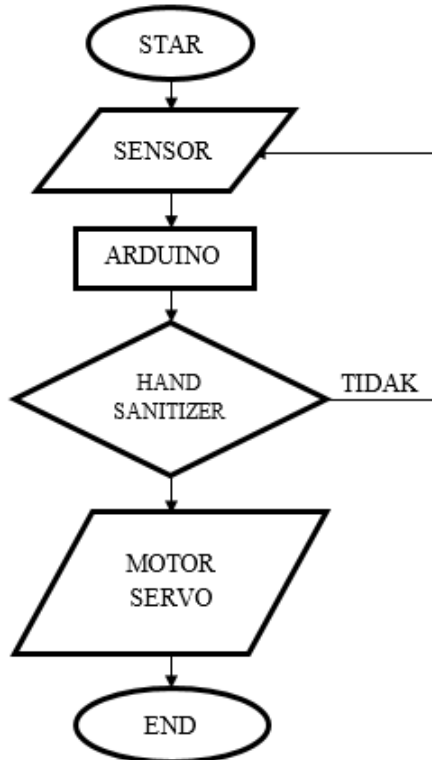 STAR
SENSOR
ARDUINO
HAND
SANITIZER
TIDAK
MOTOR
SERVO
END